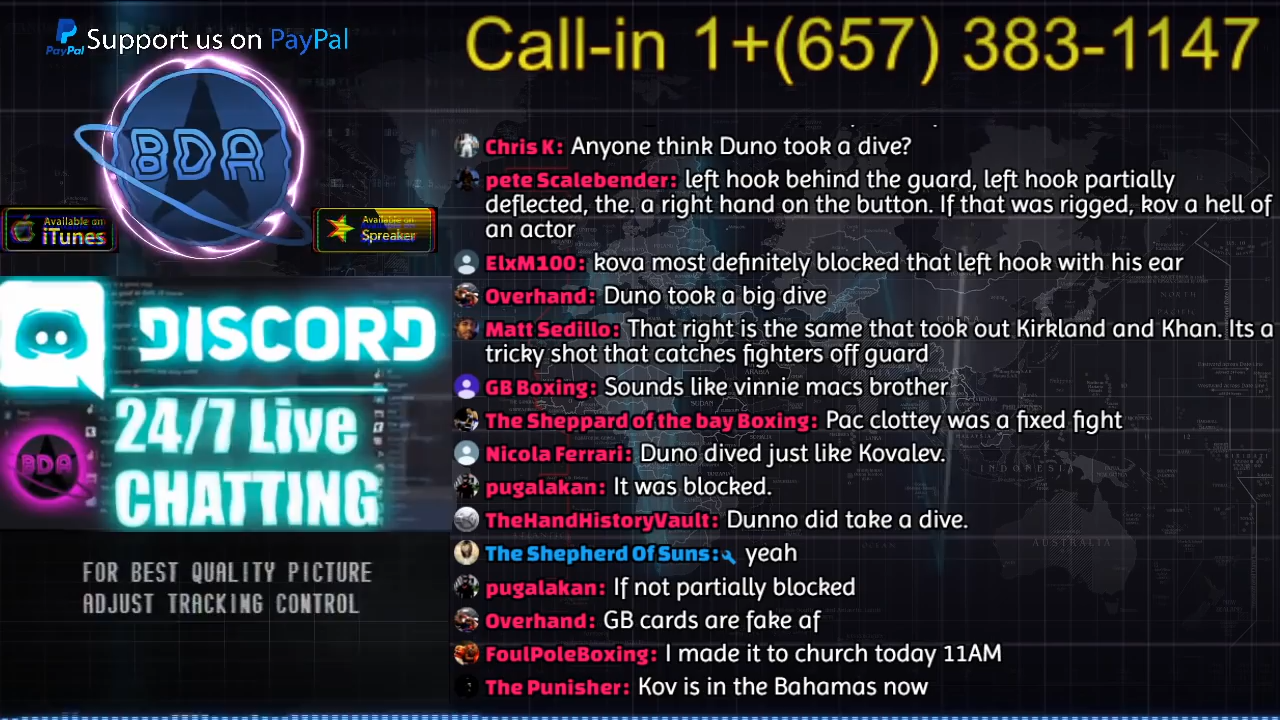 PayPal
Support us on PayPal
Call-in 1+(657) 383-1147
BDA
Available on
iTunes
Available on
Spreaker
DISCORD
24/7 Live
CHATTING
BDA
FOR BEST QUALITY PICTURE
ADJUST TRACKING CONTROL
Chris K: Anyone think Duno took a dive?
pete Scalebender: left hook behind the guard, left hook partially
deflected, the. a right hand on the button. If that was rigged, kov a hell of
an actor
ElxM100: kova most definitely blocked that left hook with his ear
Overhand: Duno took a big dive
Matt Sedillo: That right is the same that took out Kirkland and Khan. Its a
tricky shot that catches fighters off guard
GB Boxing: Sounds like vinnie macs brother
The Sheppard of the bay Boxing: Pac clottey was a fixed fight
Nicola Ferrari: Duno dived just like Kovalev.
pugalakan: It was blocked.
TheHandHistoryVault: Dunno did take a dive.
The Shepherd Of Suns: yeah
pugalakan: If not partially blocked
Overhand: GB cards are fake af
FoulPoleBoxing: I made it to church today 11AM
The Punisher: Kov is in the Bahamas now
INDONESIA
AUSTRALIA